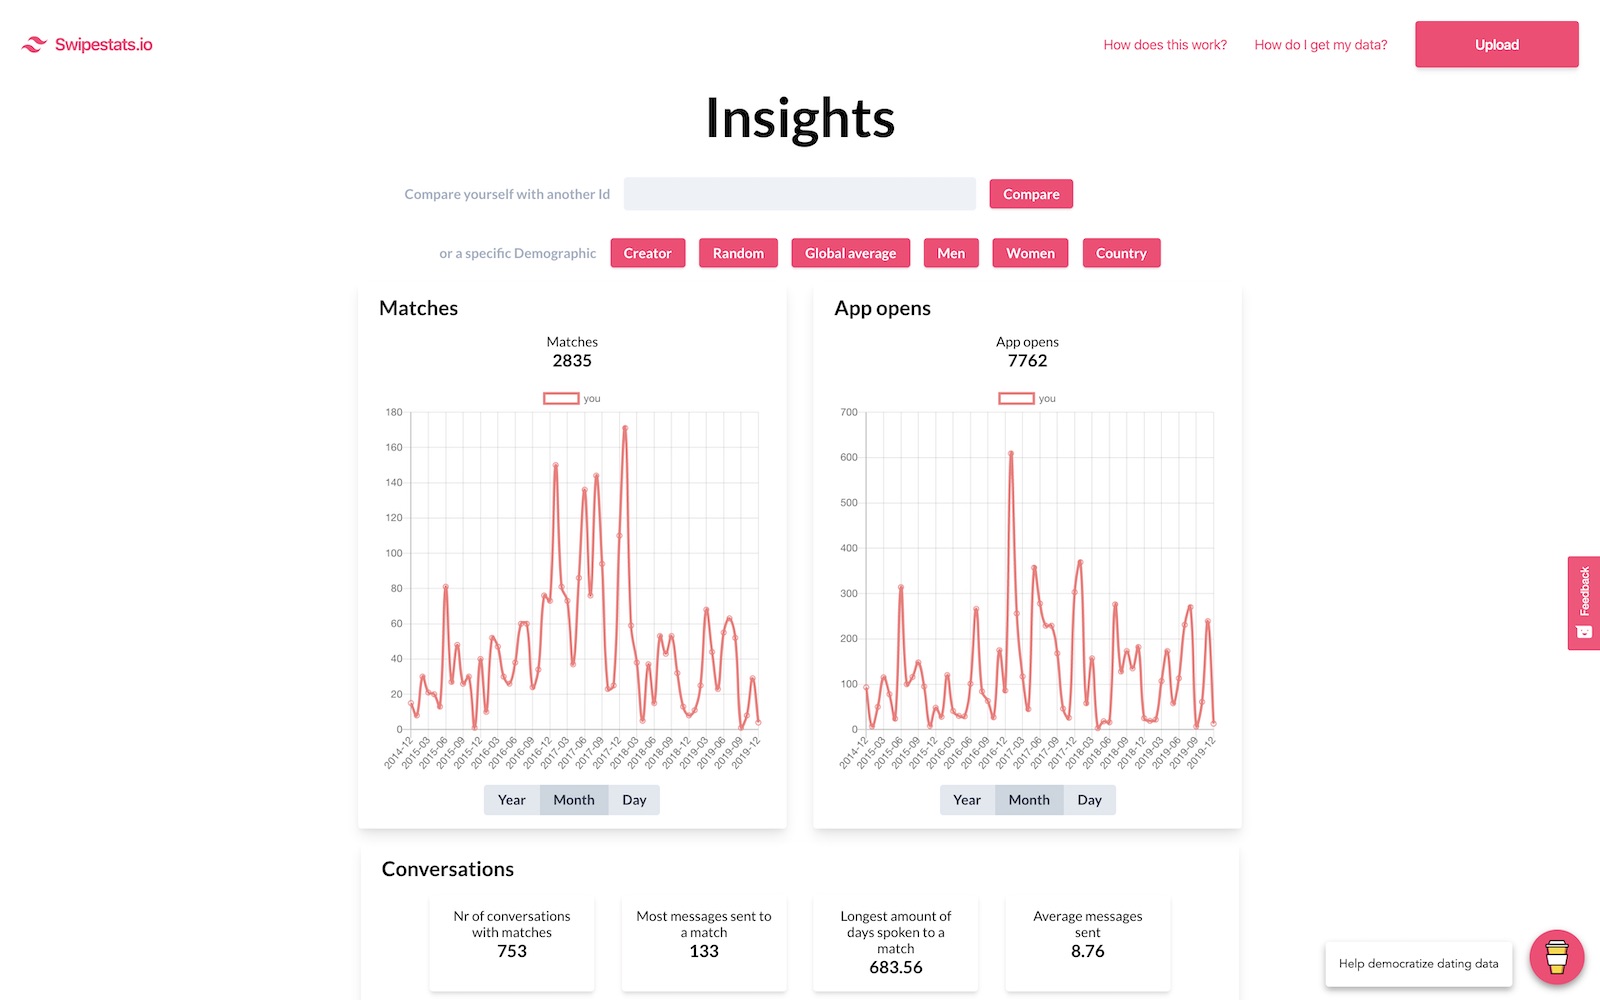 Swipestats.io
How does this work?
How do I get my data?
Upload
Insights
Compare yourself with another Id
Compare
or a specific Demographic
Creator
Random
Global average
Men
Women
Country
Matches
Matches
2835
you
180
160
140
120
100
80
60
40
20
0
2014-12
2015-03
2015-06
2015-09
2015-12
2016-03
2016-06
2016-09
2016-12
2017-03
2017-06
2017-09
2017-12
2018-03
2018-06
2018-09
2018-12
2019-03
2019-06
2019-09
2019-12
Year
Month
Day
App opens
App opens
7762
you
700
600
500
400
300
200
100
0
2014-12
2015-03
2015-06
2015-09
2015-12
2016-03
2016-06
2016-09
2016-12
2017-03
2017-06
2017-09
2017-12
2018-03
2018-06
2018-09
2018-12
2019-03
2019-06
2019-09
2019-12
Year
Month
Day
Feedback
Conversations
Nr of conversations
with matches
753
Most messages sent to
a match
133
Longest amount of
days spoken to a
match
683.56
Average messages
sent
8.76
Help democratize dating data